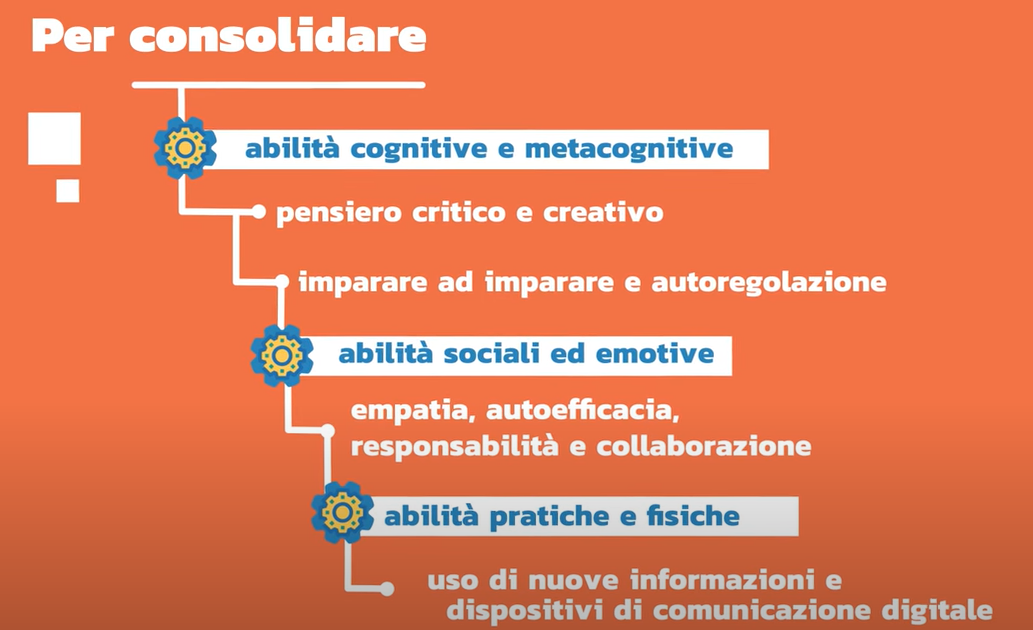 Per consolidare
abilità cognitive e metacognitive
pensiero critico e creativo
imparare ad imparare e autoregolazione
abilità sociali ed emotive
empatia, autoefficacia,
responsabilità e collaborazione
abilità pratiche e fisiche
uso di nuove informazioni e
dispositivi di comunicazione digitale